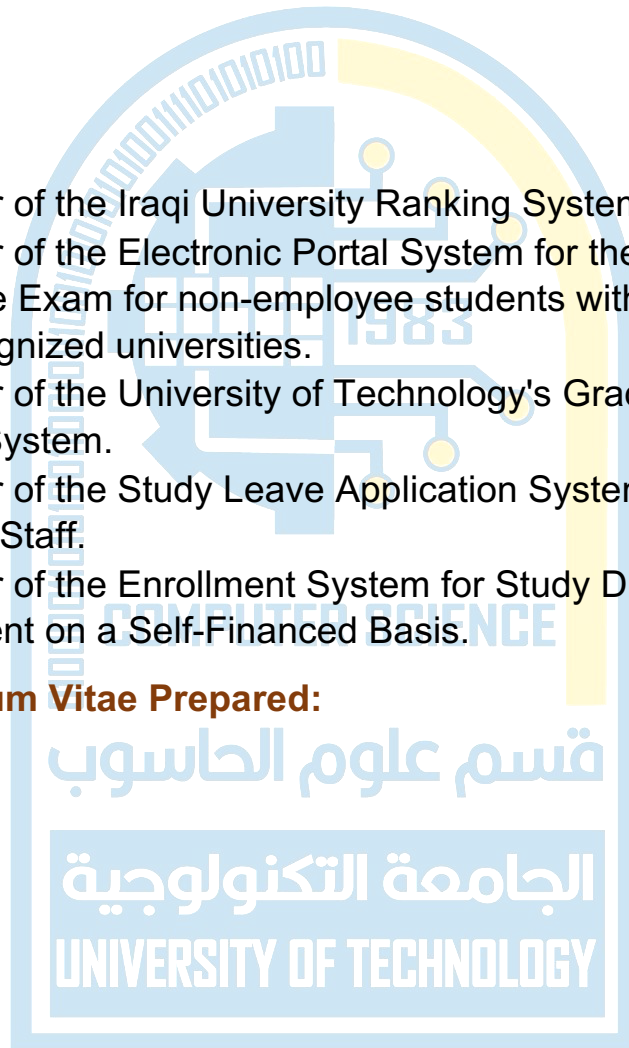 r of the Iraqi University Ranking System
r of the Electronic Portal System for the
e Exam for non-employee students with
gnized universities.
r of the University of Technology's Grad
System.
r of the Study Leave Application System
Staff.
r of the Enrollment System for Study D
ent on a Self-Financed Basis.
um Vitae Prepared:
1983
COMPUTER SCIENCE
قسم علوم الحاسوب
الجامعة التكنولوجية
UNIVERSITY OF TECHNOLOGY